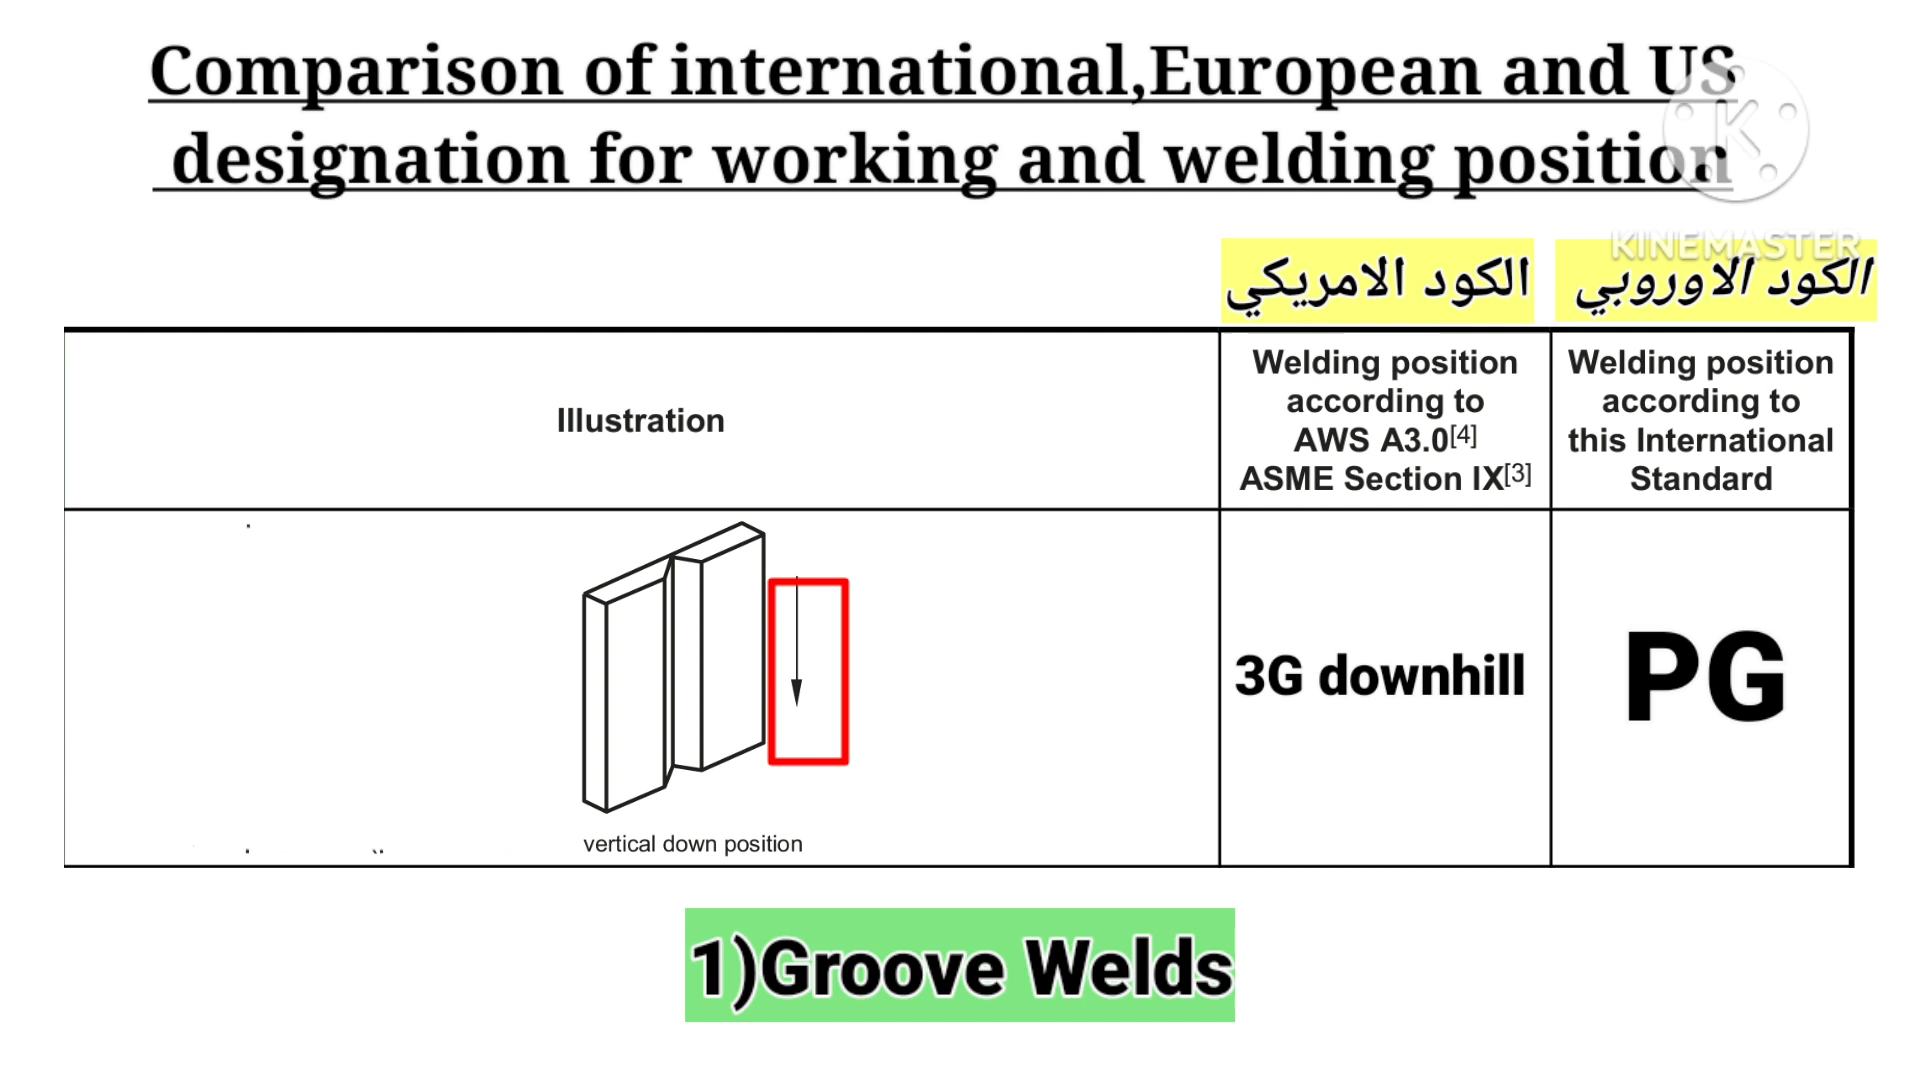 Comparison of international,European and US
designation for working and welding position
KINEMASTER
الكود الامريكي
الكود الاوروبي
Illustration
Welding position
according to
AWS A3.0[4]
ASME Section IX[3]
Welding position
according to
this International
Standard
3G downhill
PG
vertical down position
1)Groove Welds